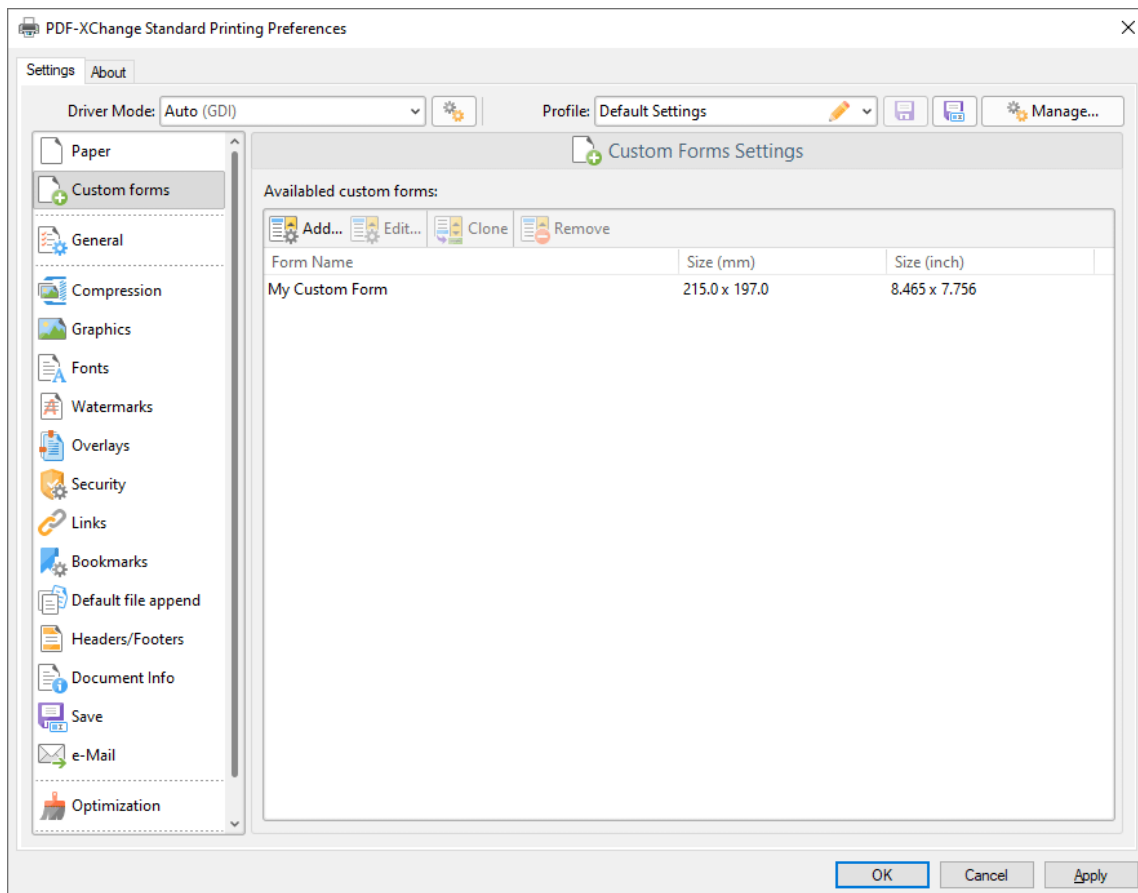 PDF-XChange Standard Printing Preferences
Settings About
Driver Mode: Auto (GDI) Profile: Default Settings Manage...
Paper
Custom forms
General
Compression
Graphics
Fonts
Watermarks
Overlays
Security
Links
Bookmarks
Default file append
Headers/Footers
Document Info
Save
e-Mail
Optimization
Custom Forms Settings
Availabled custom forms:
Add... Edit... Clone Remove
Form Name Size (mm) Size (inch)
My Custom Form 215.0 x 197.0 8.465 x 7.756
OK Cancel Apply